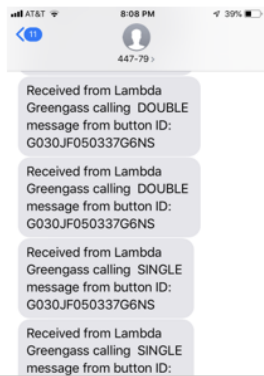 AT&T 8:08 PM 39%
11
447-79 >
Received from Lambda
Greengass calling DOUBLE
message from button ID:
G030JF050337G6NS
Received from Lambda
Greengass calling DOUBLE
message from button ID:
G030JF050337G6NS
Received from Lambda
Greengass calling SINGLE
message from button ID:
G030JF050337G6NS
Received from Lambda
Greengass calling SINGLE
message from button ID: